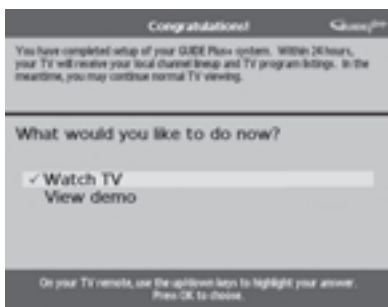 Congratulations!
You have completed setup of your GUIDE Plus+ system. Within 24 hours,
your TV will receive your local channel lineup and TV program listings. In the
meantime, you may continue normal TV viewing.
What would you like to do now?
✓ Watch TV
View demo
On your TV remote, use the up/down keys to highlight your answer.
Press OK to choose.